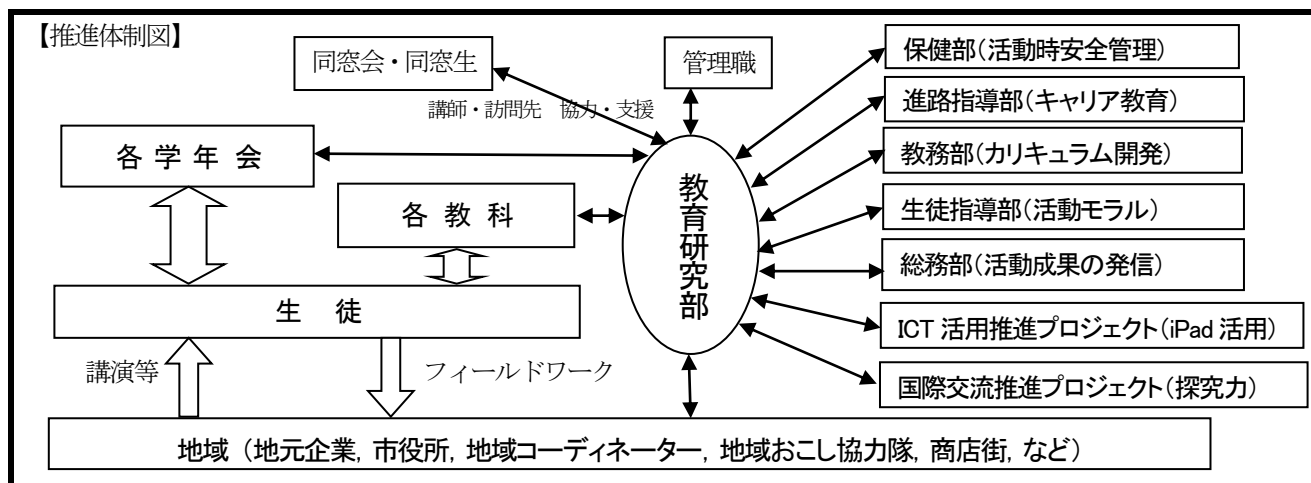 【推進体制図】
同窓会・同窓生
管理職
保健部(活動時安全管理)
講師・訪問先　協力・支援
進路指導部(キャリア教育)
各 学 年 会
教務部(カリキュラム開発)
各 教 科
教育研究部
生徒指導部(活動モラル)
総務部(活動成果の発信)
生　徒
ICT 活用推進プロジェクト(iPad 活用)
講演等
フィールドワーク
国際交流推進プロジェクト(探究力)
地域 (地元企業, 市役所, 地域コーディネーター, 地域おこし協力隊, 商店街, など)